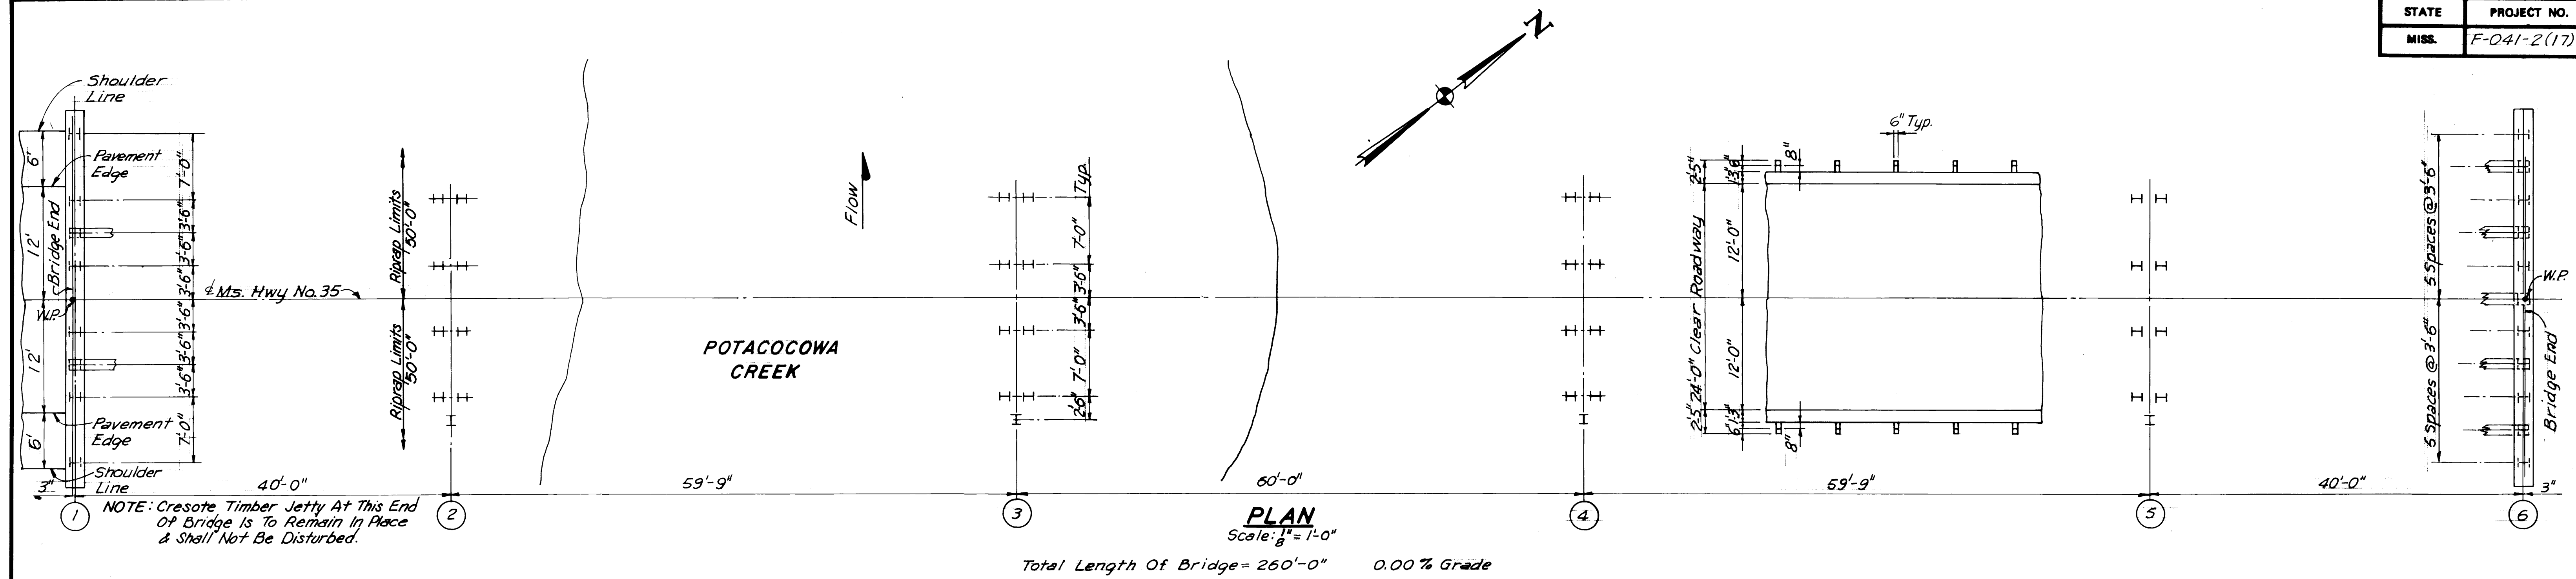 STATE
PROJECT NO.
MISS.
F-041-2(17)
N
Shoulder
Line
6'
Pavement
Edge
12'
Bridge End
7'-0"
3'-6"
3'-6"
3'-6"
W.P.
₵ Ms. Hwy No.35
3'-6"
3'-6"
3'-6"
12'
Pavement
Edge
6'
7'-0"
Shoulder
Line
3"
Riprap Limits
50'-0"
Riprap Limits
50'-0"
Flow
POTACOCOWA
CREEK
Typ.
7'-0"
3'-6"
3'-6"
7'-0"
2'-6"
6" Typ.
8"
2'-5"
1'-3"
6"
24'-0" Clear Roadway
12'-0"
12'-0"
2'-5"
1'-3"
6"
8"
5 Spaces @ 3'-6"
W.P.
5 Spaces @ 3'-6"
Bridge End
40'-0"
59'-9"
60'-0"
59'-9"
40'-0"
3"
1
2
3
4
5
6
NOTE: Cresote Timber Jetty At This End
Of Bridge Is To Remain In Place
& Shall Not Be Disturbed.
PLAN
Scale: 1/8" = 1'-0"
Total Length Of Bridge = 260'-0" 0.00 % Grade